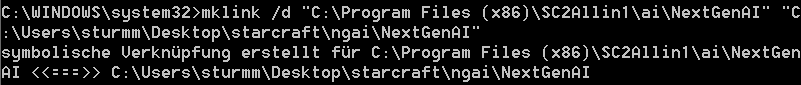 C:\WINDOWS\system32>mklink /d "C:\Program Files (x86)\SC2Allin1\ai\NextGenAI" "C
:\Users\sturmm\Desktop\starcraft\ngai\NextGenAI"
symbolische Verknüpfung erstellt für C:\Program Files (x86)\SC2Allin1\ai\NextGen
AI <<===>> C:\Users\sturmm\Desktop\starcraft\ngai\NextGenAI